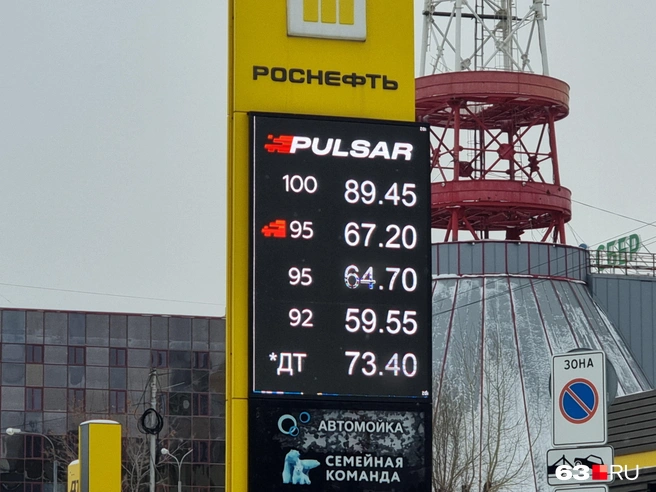 РОСНЕФТЬ
PULSAR
100 89.45
95 67.20
95 64.70
92 59.55
*ДТ 73.40
АВТОМОЙКА
СЕМЕЙНАЯ
КОМАНДА
СБЕР
ЗОНА
63.RU